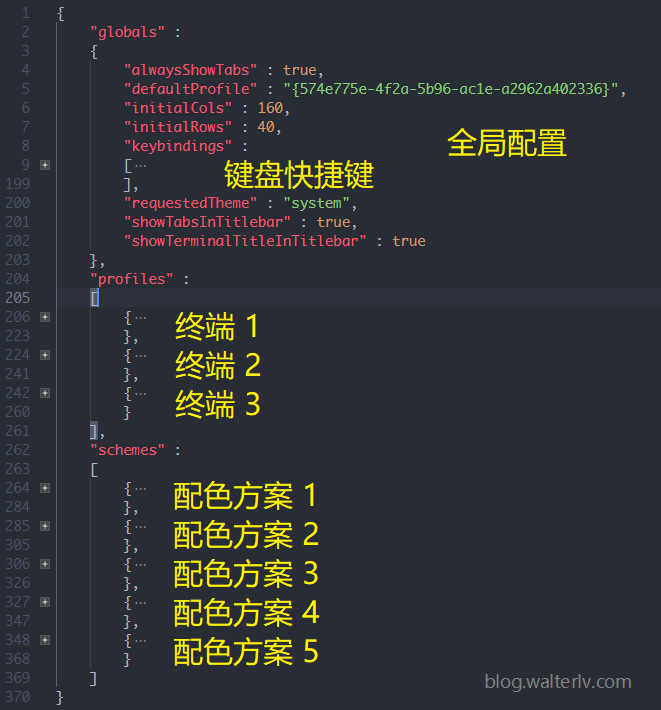 1 {
2 "globals" :
3 {
4 "alwaysShowTabs" : true,
5 "defaultProfile" : "{574e775e-4f2a-5b96-ac1e-a2962a402336}",
6 "initialCols" : 160,
7 "initialRows" : 40,
8 "keybindings" :
全局配置
9 [ ···
键盘快捷键
199 ],
200 "requestedTheme" : "system",
201 "showTabsInTitlebar" : true,
202 "showTerminalTitleInTitlebar" : true
203 },
204 "profiles" :
205 [
206 { ···
终端 1
223 },
224 { ···
终端 2
241 },
242 { ···
终端 3
260 }
261 ],
262 "schemes" :
263 [
264 { ···
配色方案 1
284 },
285 { ···
配色方案 2
305 },
306 { ···
配色方案 3
326 },
327 { ···
配色方案 4
347 },
348 { ···
配色方案 5
368 }
369 ]
370 }
blog.walterlv.com